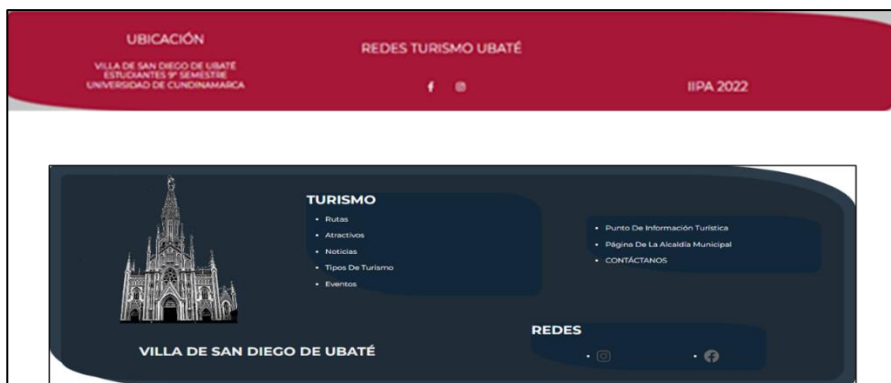 UBICACIÓN
VILLA DE SAN DIEGO DE UBATÉ
ESTUDIANTES 9º SEMESTRE
UNIVERSIDAD DE CUNDINAMARCA
REDES TURISMO UBATÉ
IIPA 2022
TURISMO
• Rutas
• Atractivos
• Noticias
• Tipos De Turismo
• Eventos
• Punto De Información Turística
• Página De La Alcaldía Municipal
• CONTÁCTANOS
VILLA DE SAN DIEGO DE UBATÉ
REDES